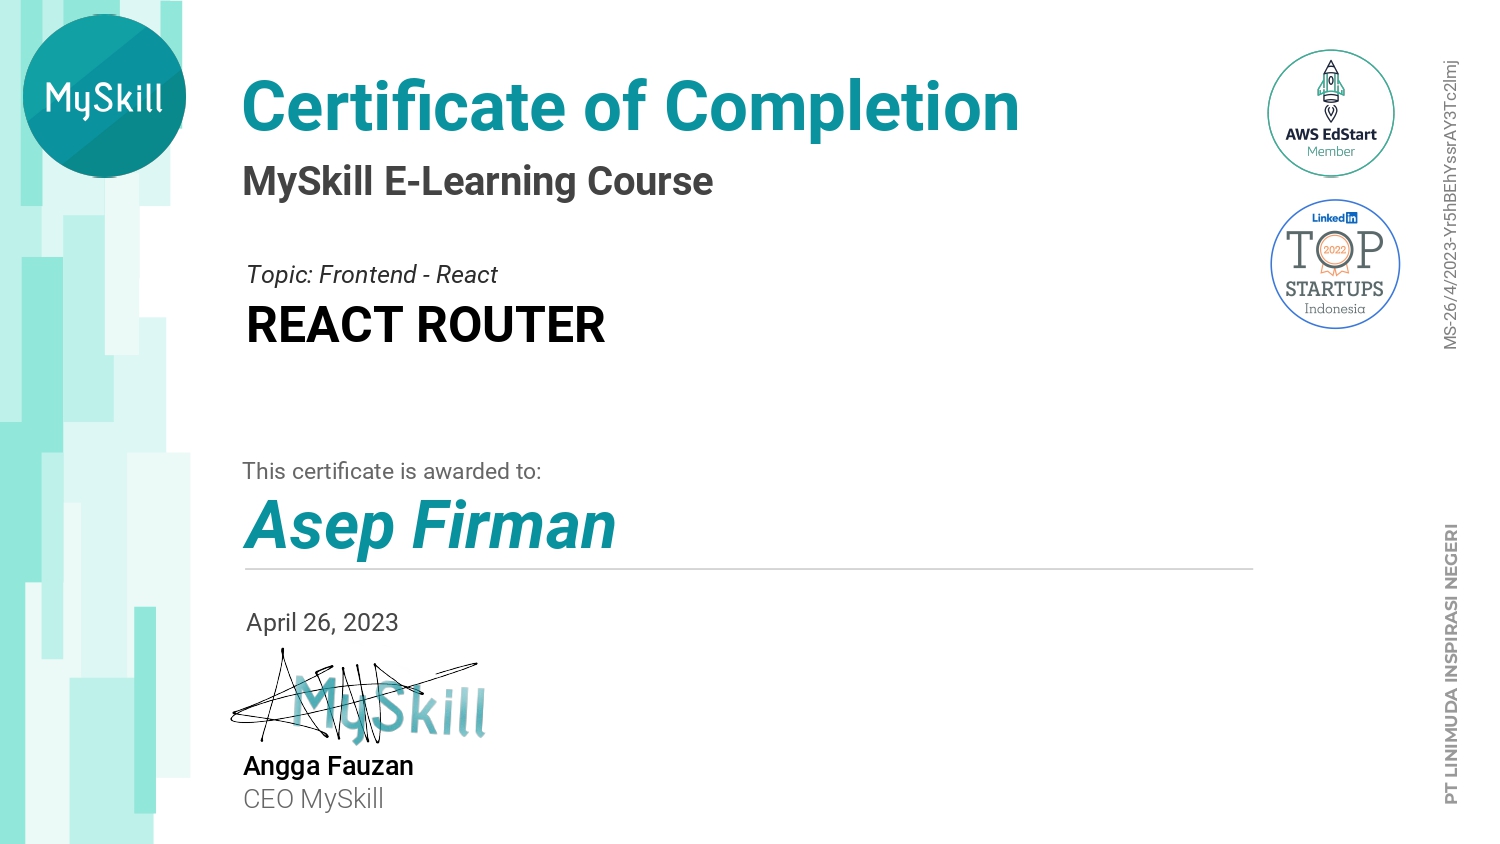 MySkill
Certificate of Completion
MySkill E-Learning Course
Topic: Frontend - React
REACT ROUTER
This certificate is awarded to:
Asep Firman
April 26, 2023
MySkill
Angga Fauzan
CEO MySkill
AWS EdStart
Member
Linked in
TOP
2022
STARTUPS
Indonesia
MS-26/4/2023-Yr5hBEhYssrAY3Tc2lmj
PT LINIMUDA INSPIRASI NEGERI